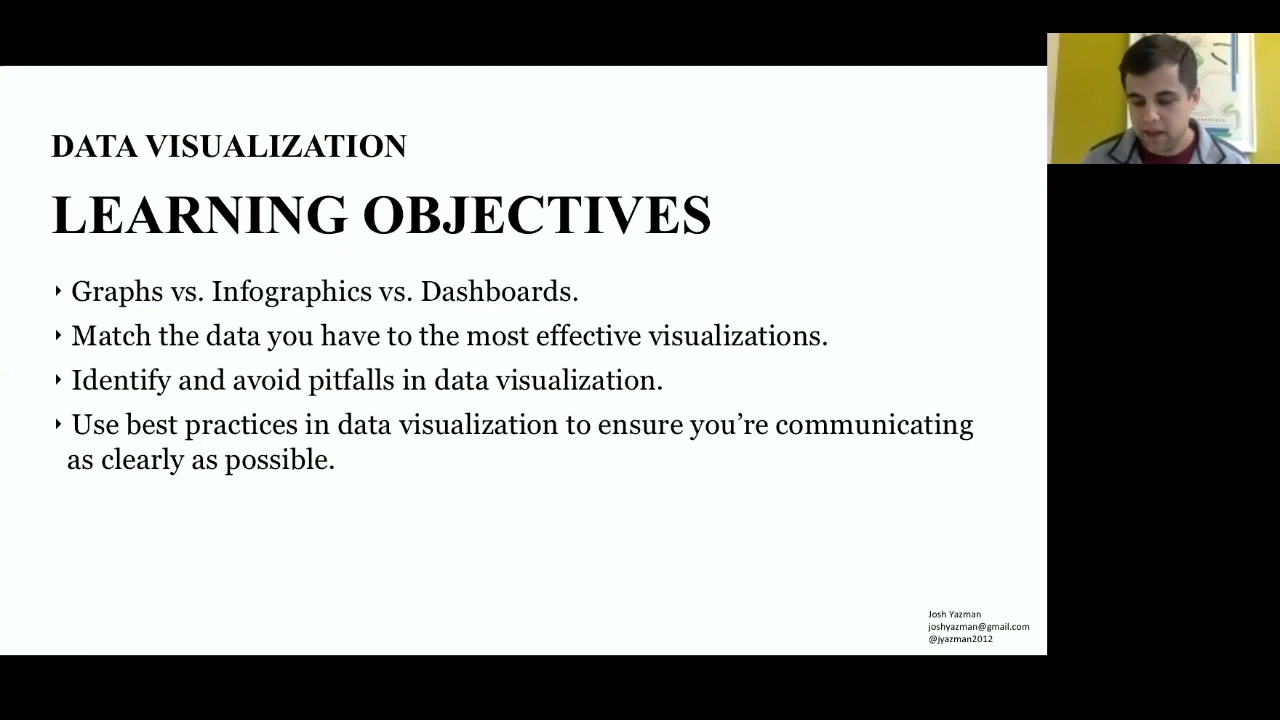 DATA VISUALIZATION
LEARNING OBJECTIVES
‣ Graphs vs. Infographics vs. Dashboards.
‣ Match the data you have to the most effective visualizations.
‣ Identify and avoid pitfalls in data visualization.
‣ Use best practices in data visualization to ensure you’re communicating
as clearly as possible.
Josh Yazman
joshyazman@gmail.com
@jyazman2012